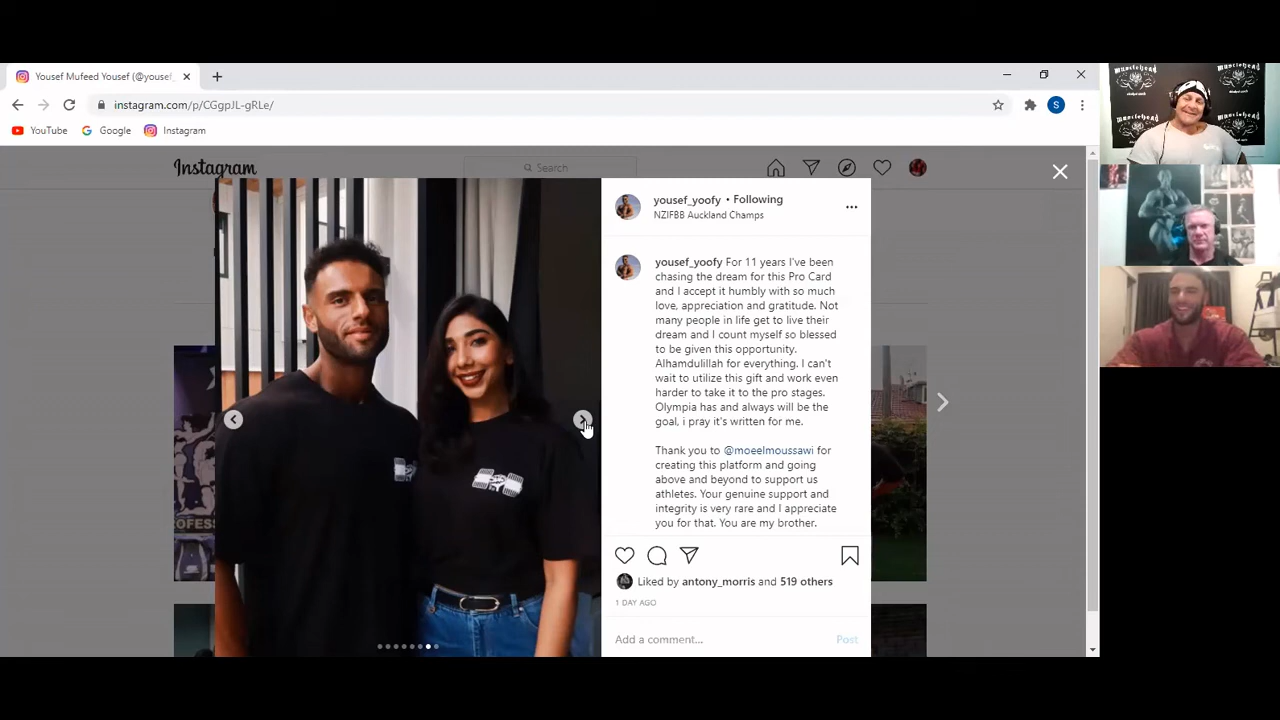 Yousef Mufeed Yousef (@yousef_
instagram.com/p/CGgpJL-gRLe/
S
YouTube
Google
Instagram
Instagram
Search
yousef_yoofy • Following
NZIFBB Auckland Champs
yousef_yoofy For 11 years I've been
chasing the dream for this Pro Card
and I accept it humbly with so much
love, appreciation and gratitude. Not
many people in life get to live their
dream and I count myself so blessed
to be given this opportunity.
Alhamdulillah for everything. I can't
wait to utilize this gift and work even
harder to take it to the pro stages.
Olympia has and always will be the
goal, i pray it's written for me.
Thank you to @moeelmoussawi for
creating this platform and going
above and beyond to support us
athletes. Your genuine support and
integrity is very rare and I appreciate
you for that. You are my brother.
Liked by antony_morris and 519 others
1 DAY AGO
Add a comment...
Post